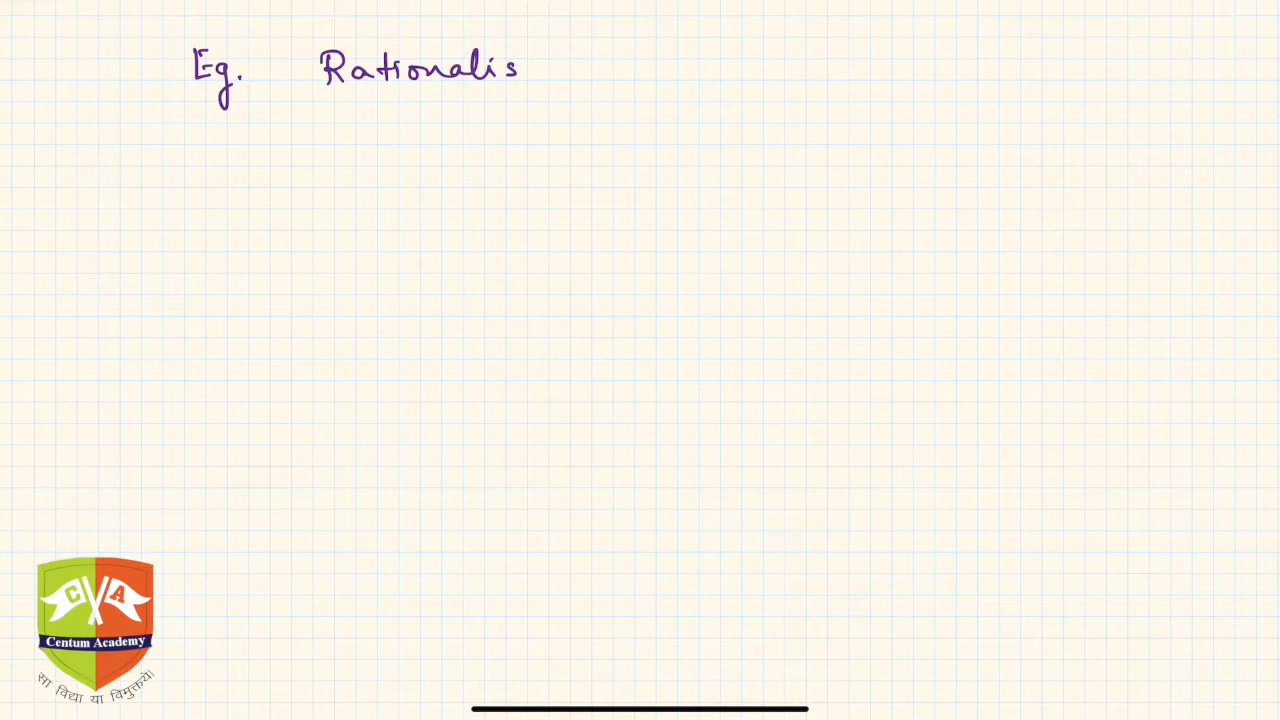 Eg. Rationalis
C A
Centum Academy
सा विद्या या विमुक्तये।